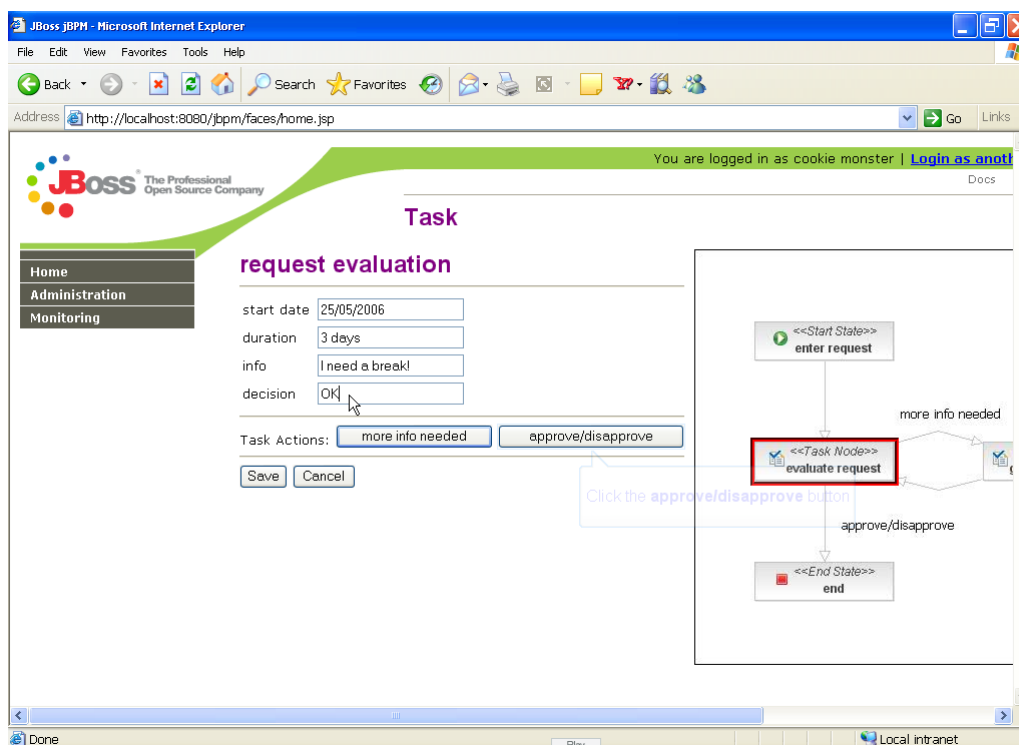 JBoss jBPM - Microsoft Internet Explorer
File Edit View Favorites Tools Help
Back Search Favorites
Address http://localhost:8080/jbpm/faces/home.jsp Go Links
You are logged in as cookie monster | Login as anoth
JBoss The Professional
Open Source Company
Docs
Task
Home
Administration
Monitoring
request evaluation
start date 25/05/2006
duration 3 days
info I need a break!
decision OK
Task Actions: more info needed approve/disapprove
Save Cancel
Click the approve/disapprove button
<<Start State>>
enter request
more info needed
<<Task Node>>
evaluate request
approve/disapprove
<<End State>>
end
Done
Local intranet